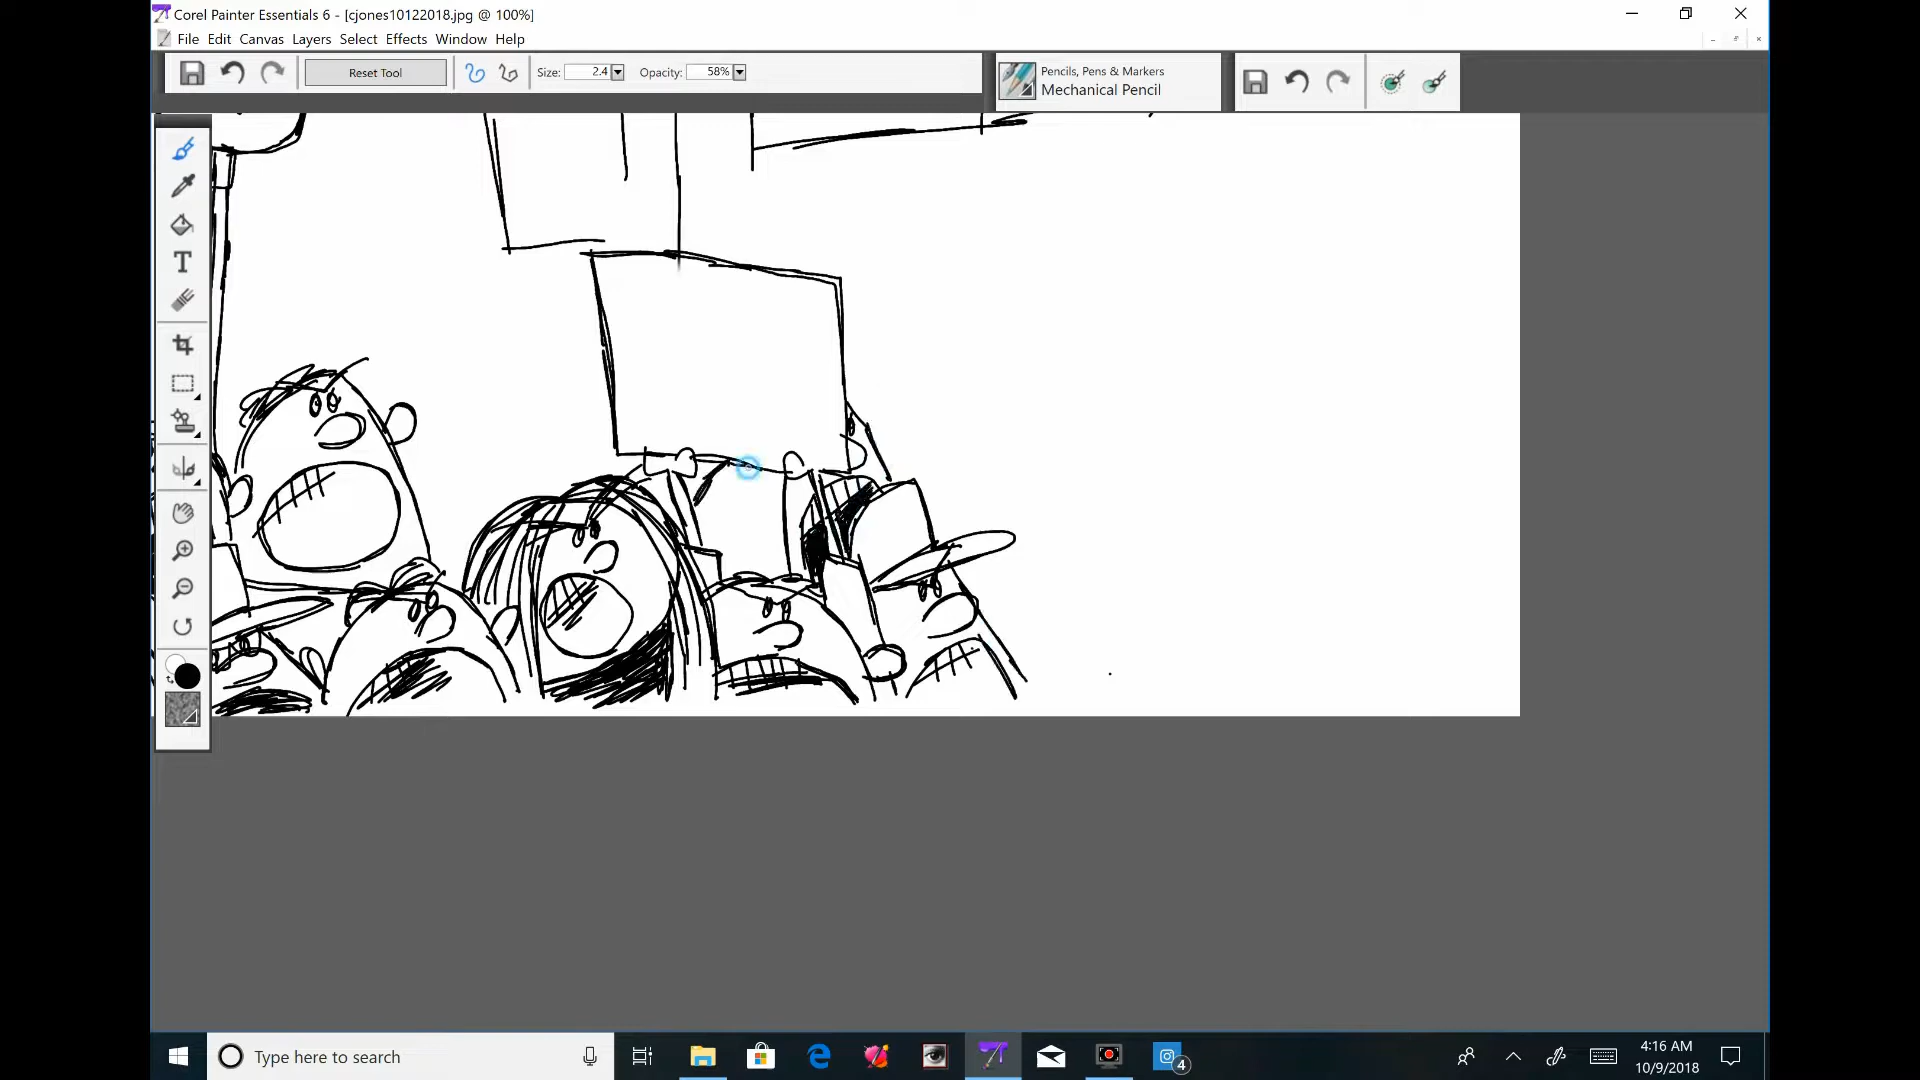 Corel Painter Essentials 6 - [cjones10122018.jpg @ 100%]
File Edit Canvas Layers Select Effects Window Help
Reset Tool Size: 2.4 Opacity: 58%
Pencils, Pens & Markers
Mechanical Pencil
T
Type here to search
4
4:16 AM
10/9/2018